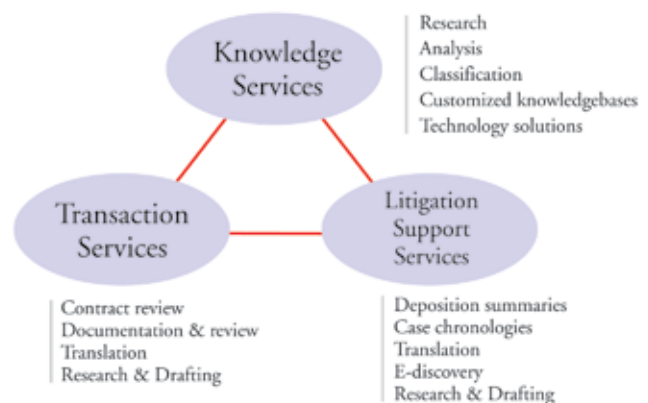 Knowledge
Services
Research
Analysis
Classification
Customized knowledgebases
Technology solutions
Transaction
Services
Contract review
Documentation & review
Translation
Research & Drafting
Litigation
Support
Services
Deposition summaries
Case chronologies
Translation
E-discovery
Research & Drafting